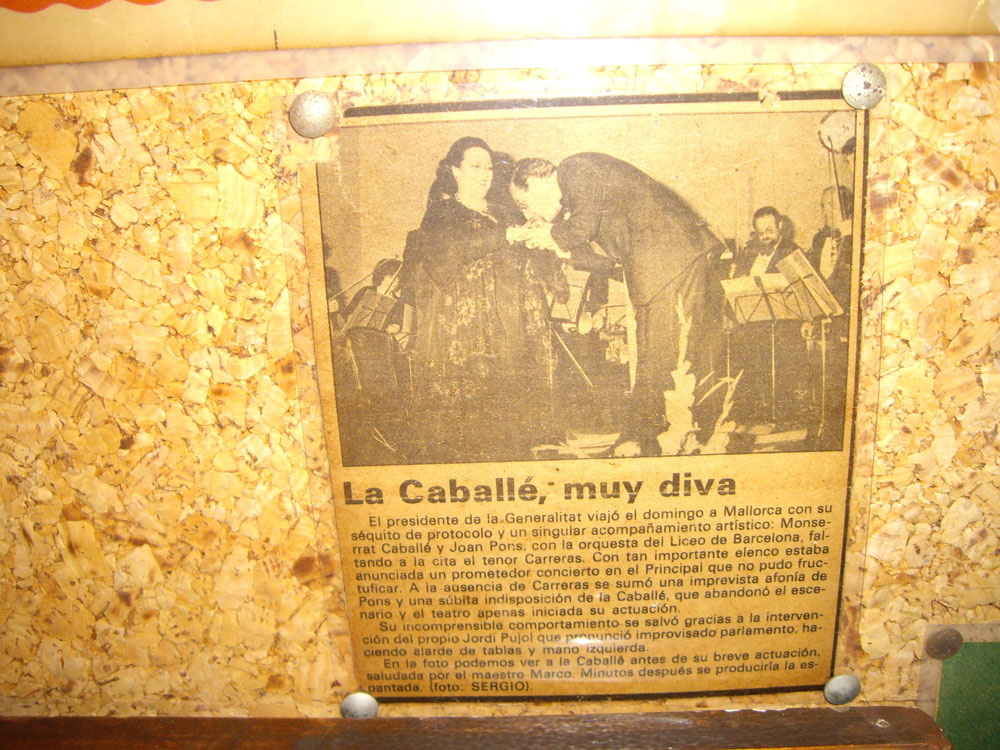 La Caballé, muy diva
El presidente de la Generalitat viajó el domingo a Mallorca con su
séquito de protocolo y un singular acompañamiento artístico: Monse-
rrat Caballé y Joan Pons, con la orquesta del Liceo de Barcelona, fal-
tando a la cita el tenor Carreras. Con tan importante elenco estaba
anunciada un prometedor concierto en el Principal que no pudo fruc-
tuficar. A la ausencia de Carreras se sumó una imprevista afonía de
Pons y una súbita indisposición de la Caballé, que abandonó el esce-
nario y el teatro apenas iniciada su actuación.
Su incomprensible comportamiento se salvó gracias a la interven-
ción del propio Jordi Pujol que pronunció improvisado parlamento, ha-
ciendo alarde de tablas y mano izquierda.
En la foto podemos ver a la Caballé antes de su breve actuación,
saludada por el maestro Marco. Minutos después se produciría la es-
pantada. (foto: SERGIO).